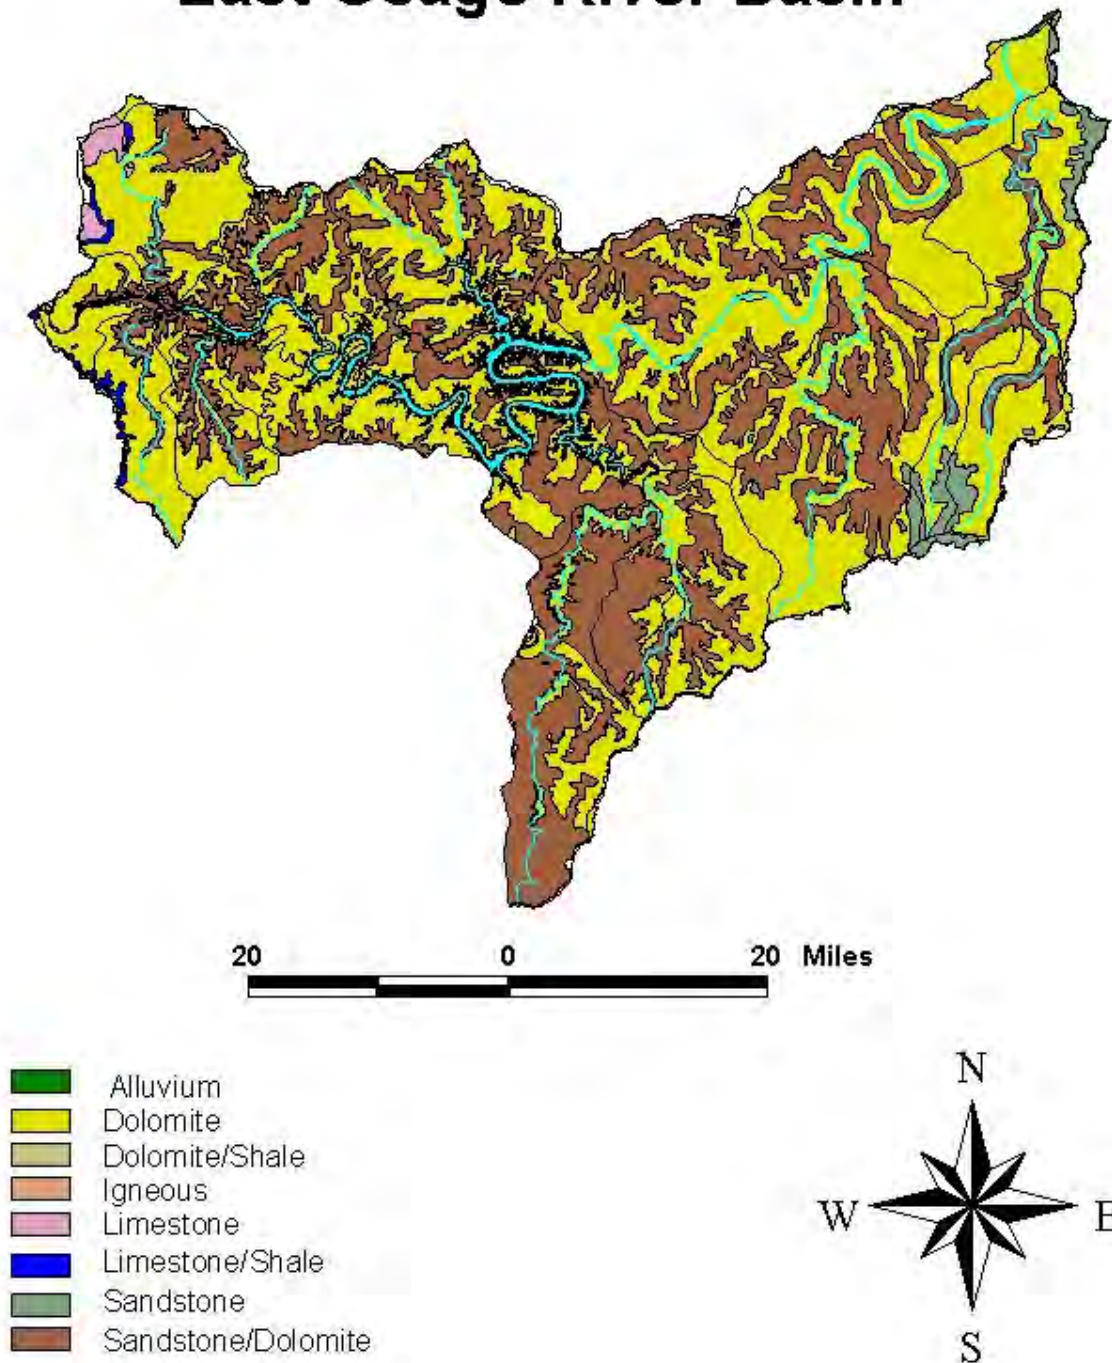 East Osage River Basin
20 0 20 Miles
Alluvium
Dolomite
Dolomite/Shale
Igneous
Limestone
Limestone/Shale
Sandstone
Sandstone/Dolomite
N
W E
S